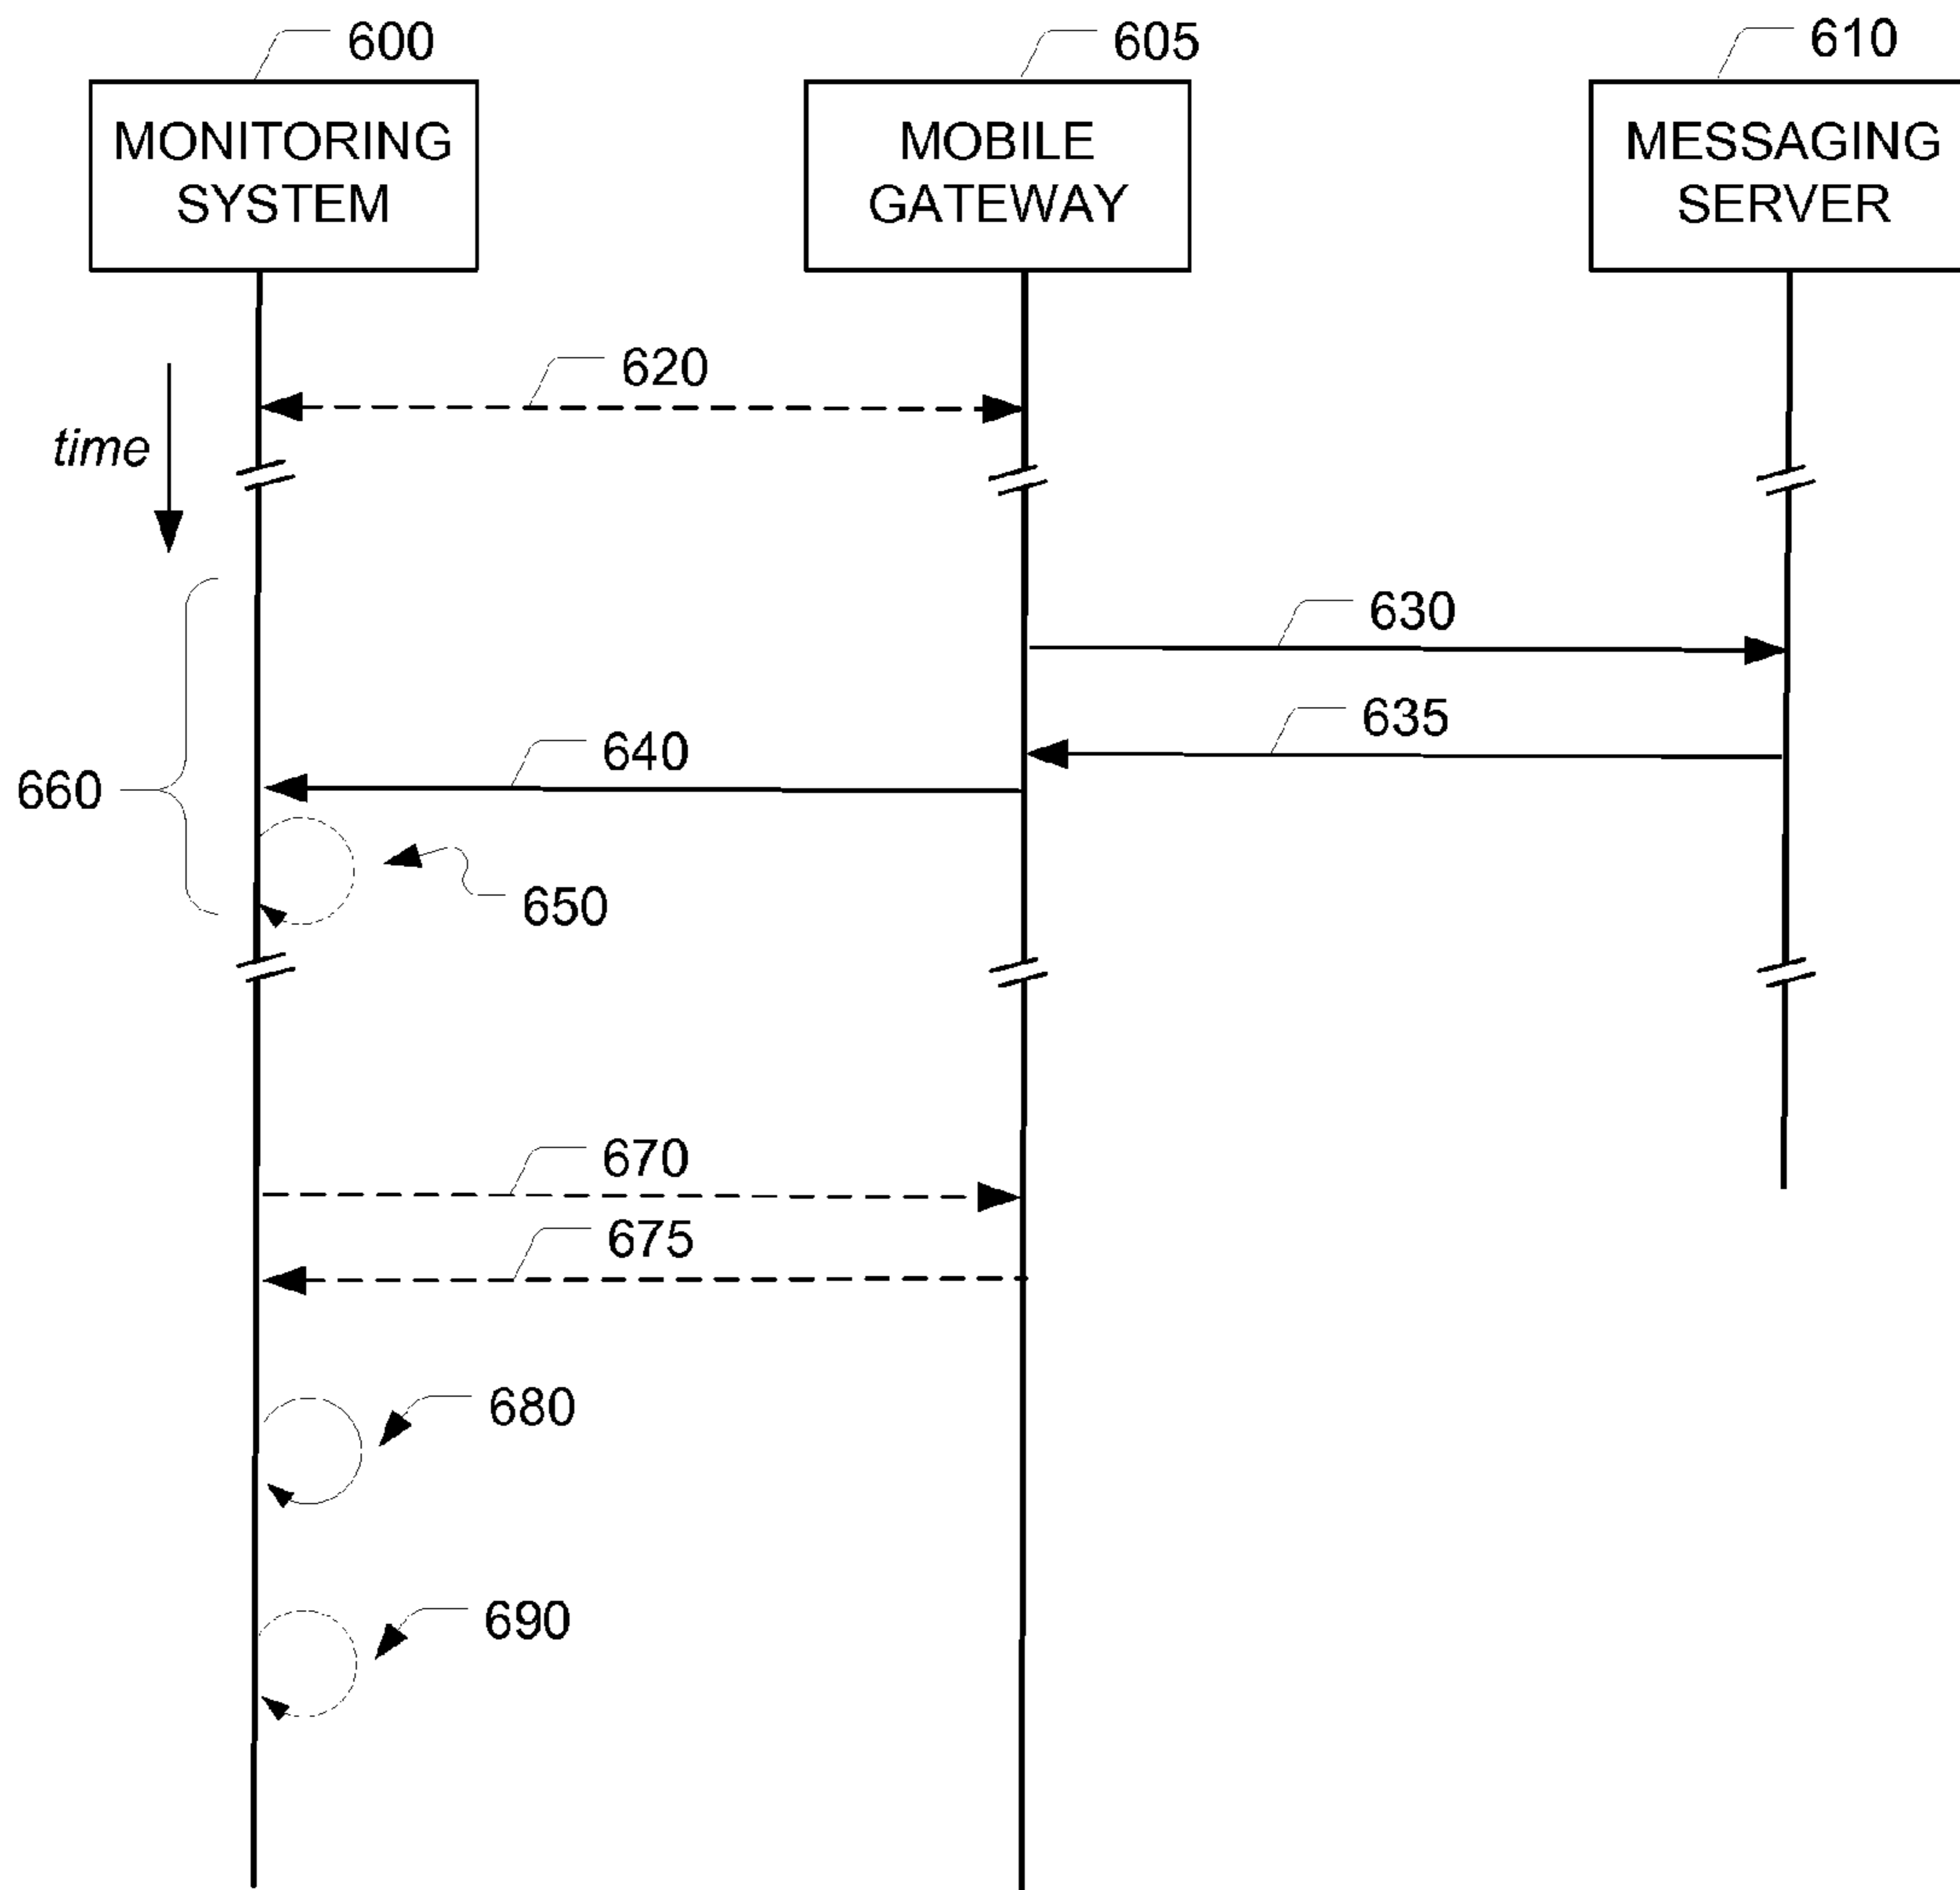 600
605
610
MONITORING
SYSTEM
MOBILE
GATEWAY
MESSAGING
SERVER
620
time
630
635
640
660
650
670
675
680
690